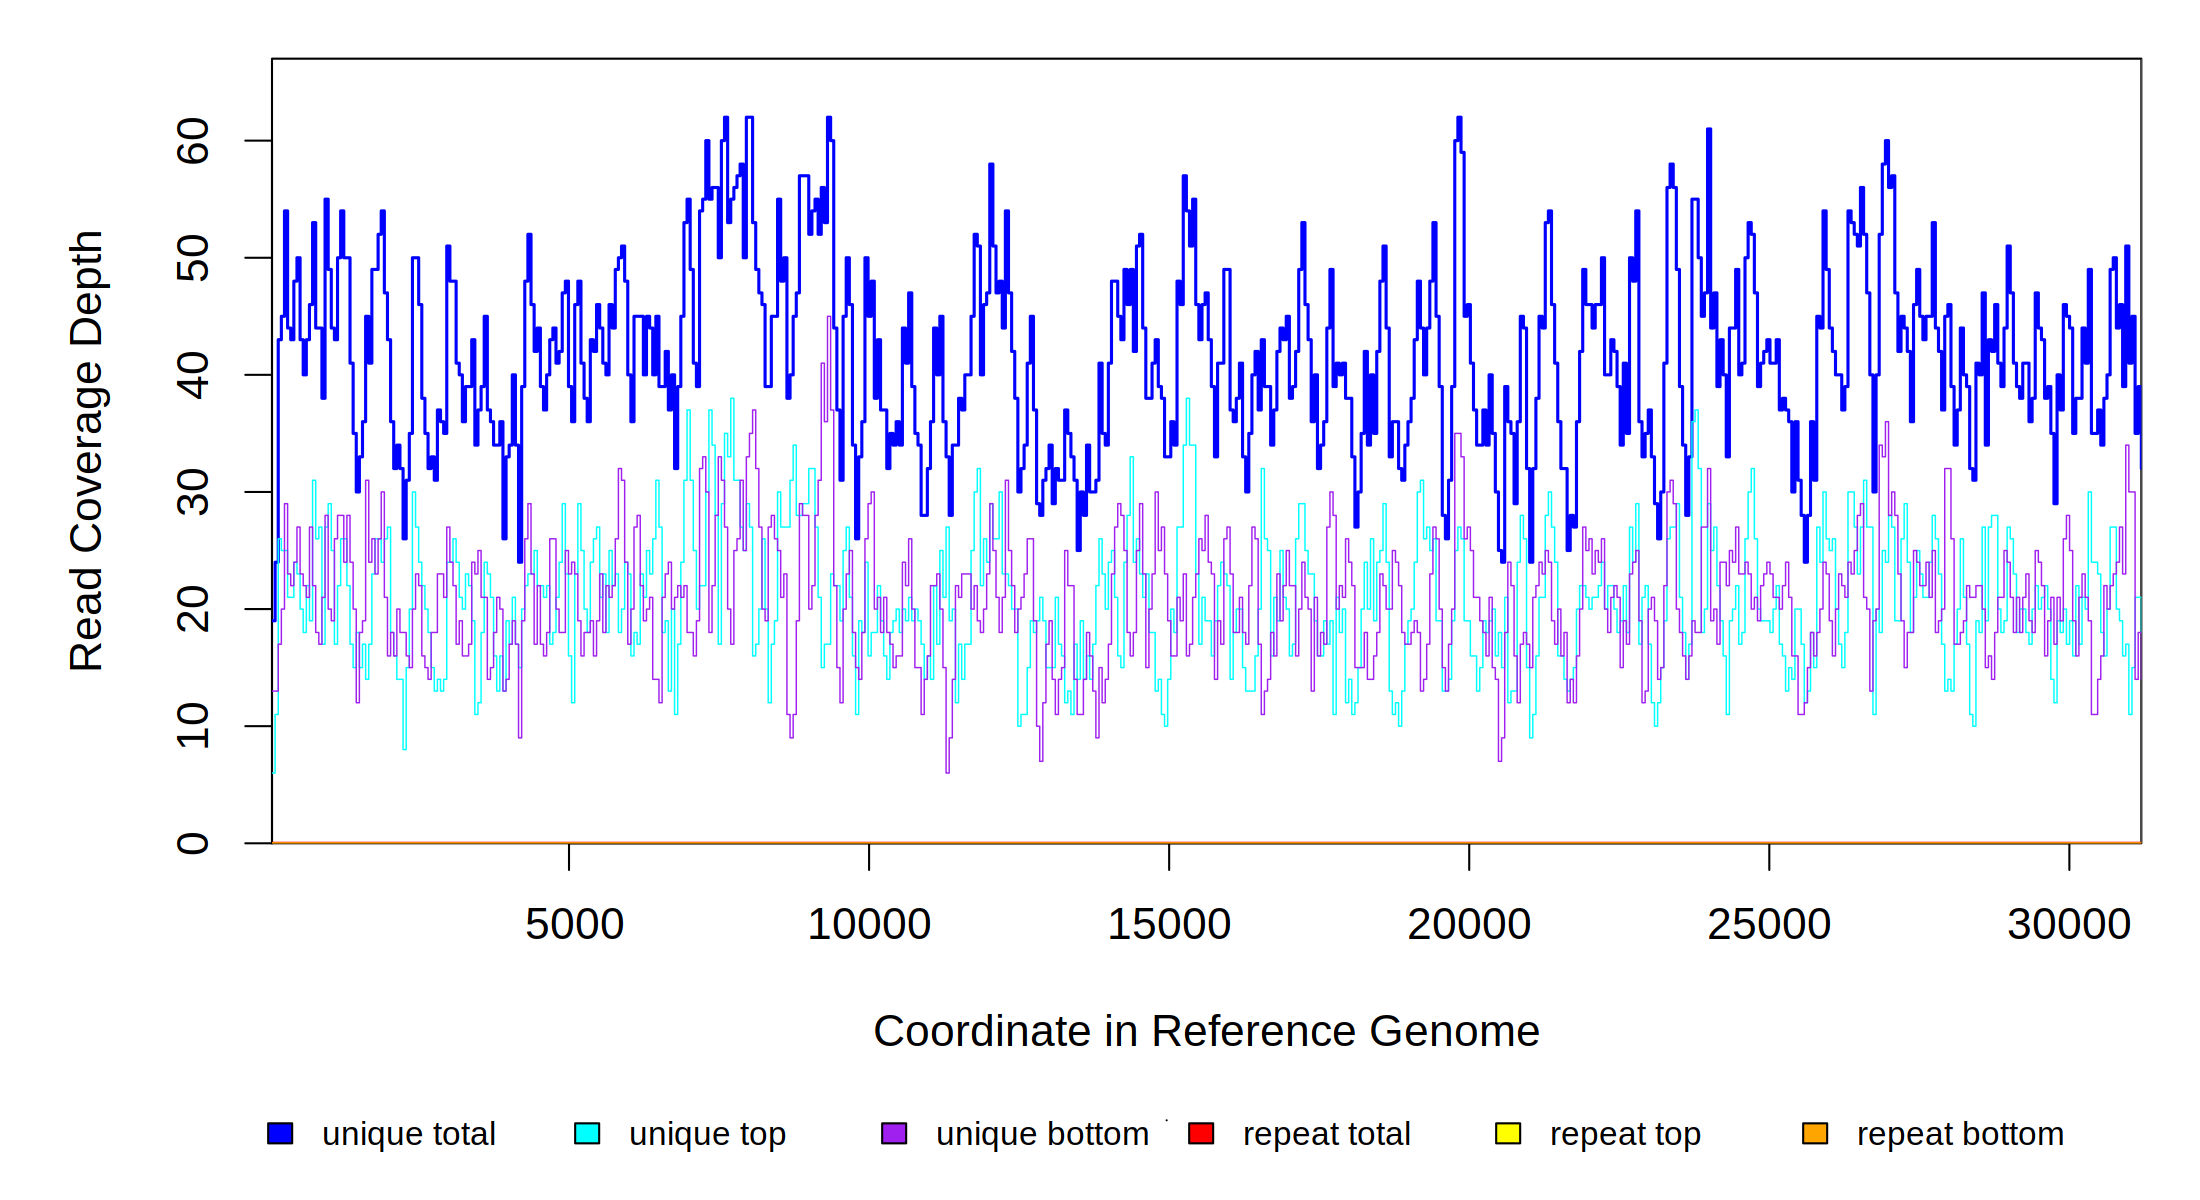 Read Coverage Depth
60
50
40
30
20
10
0
5000 10000 15000 20000 25000 30000
Coordinate in Reference Genome
unique total unique top unique bottom repeat total repeat top repeat bottom